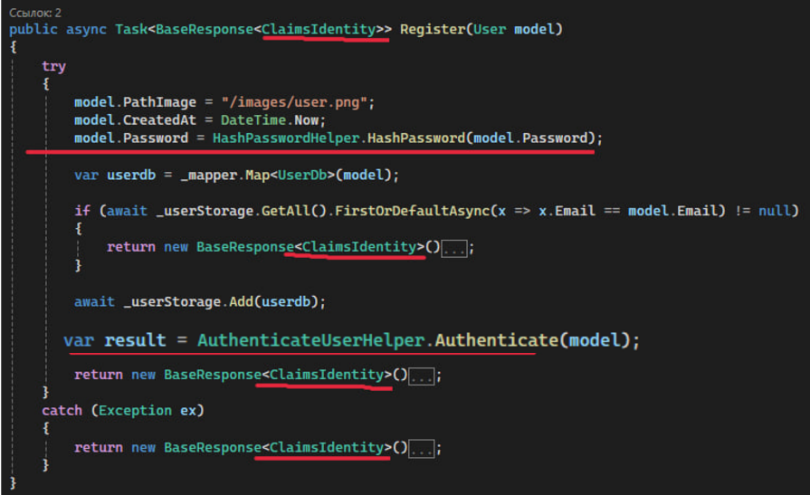 Ссылок: 2
public async Task<BaseResponse<ClaimsIdentity>> Register(User model)
{
try
{
model.PathImage = "/images/user.png";
model.CreatedAt = DateTime.Now;
model.Password = HashPasswordHelper.HashPassword(model.Password);
var userdb = _mapper.Map<UserDb>(model);
if (await _userStorage.GetAll().FirstOrDefaultAsync(x => x.Email == model.Email) != null)
{
return new BaseResponse<ClaimsIdentity>()...;
}
await _userStorage.Add(userdb);
var result = AuthenticateUserHelper.Authenticate(model);
return new BaseResponse<ClaimsIdentity>()...;
}
catch (Exception ex)
{
return new BaseResponse<ClaimsIdentity>()...;
}
}